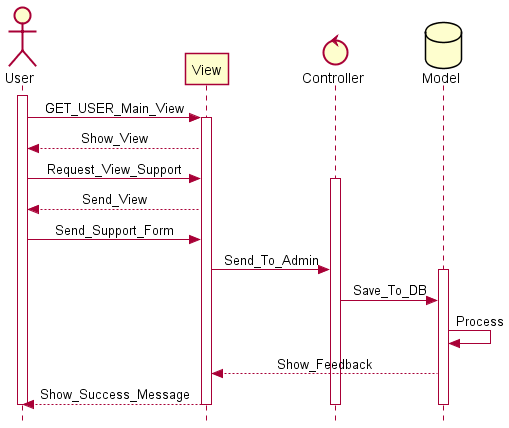 User
View
Controller
Model
GET_USER_Main_View
Show_View
Request_View_Support
Send_View
Send_Support_Form
Send_To_Admin
Save_To_DB
Process
Show_Feedback
Show_Success_Message